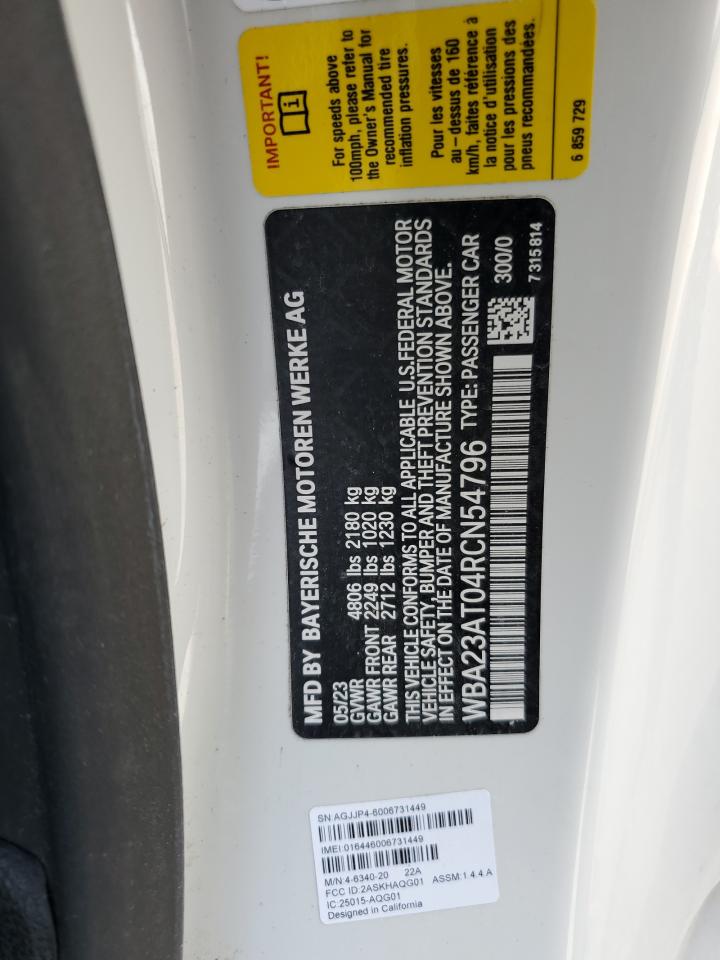 IMPORTANT!
i
For speeds above
100mph, please refer to
the Owner's Manual for
recommended tire
inflation pressures.
Pour les vitesses
au-dessus de 160
km/h, faites référence à
la notice d'utilisation
pour les pressions des
pneus recommandées.
6 859 729
MFD BY BAYERISCHE MOTOREN WERKE AG
05/23
GVWR 4806 lbs 2180 kg
GAWR FRONT 2249 lbs 1020 kg
GAWR REAR 2712 lbs 1230 kg
THIS VEHICLE CONFORMS TO ALL APPLICABLE U.S.FEDERAL MOTOR
VEHICLE SAFETY, BUMPER AND THEFT PREVENTION STANDARDS
IN EFFECT ON THE DATE OF MANUFACTURE SHOWN ABOVE.
WBA23AT04RCN54796 TYPE: PASSENGER CAR
300/0
7 315 814
SN:AGJJP4-6006731449
IMEI:016446006731449
M/N:4-6340-20 22A
FCC ID:2ASKHAQG01 ASSM:1.4.4.A
IC:25015-AQG01
Designed in California